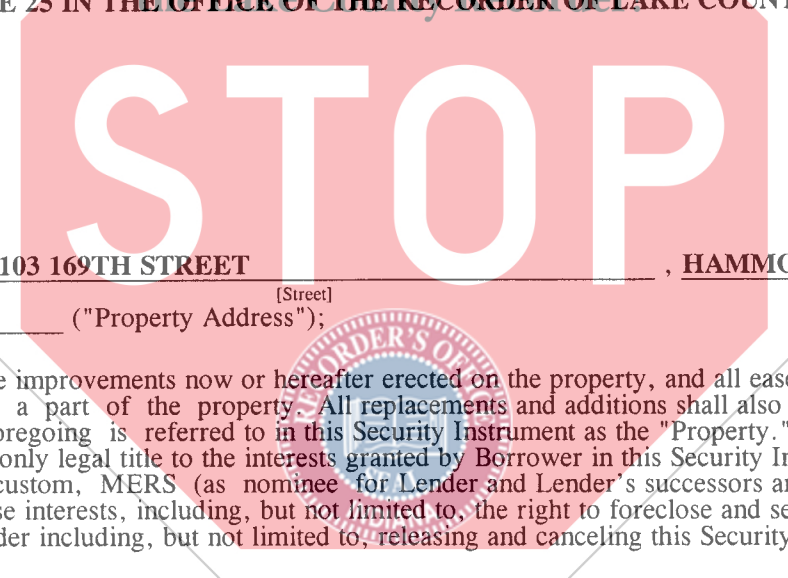 E 25 IN THE OFFICE OF THE RECORDER OF LAKE COUN
STOP
103 169TH STREET , HAMMO
[Street]
("Property Address");
RECORDER'S OFFICE
e improvements now or hereafter erected on the property, and all ease
a part of the property. All replacements and additions shall also
oregoing is referred to in this Security Instrument as the "Property."
only legal title to the interests granted by Borrower in this Security In
custom, MERS (as nominee for Lender and Lender's successors an
se interests, including, but not limited to, the right to foreclose and se
der including, but not limited to, releasing and canceling this Security
INDIANA